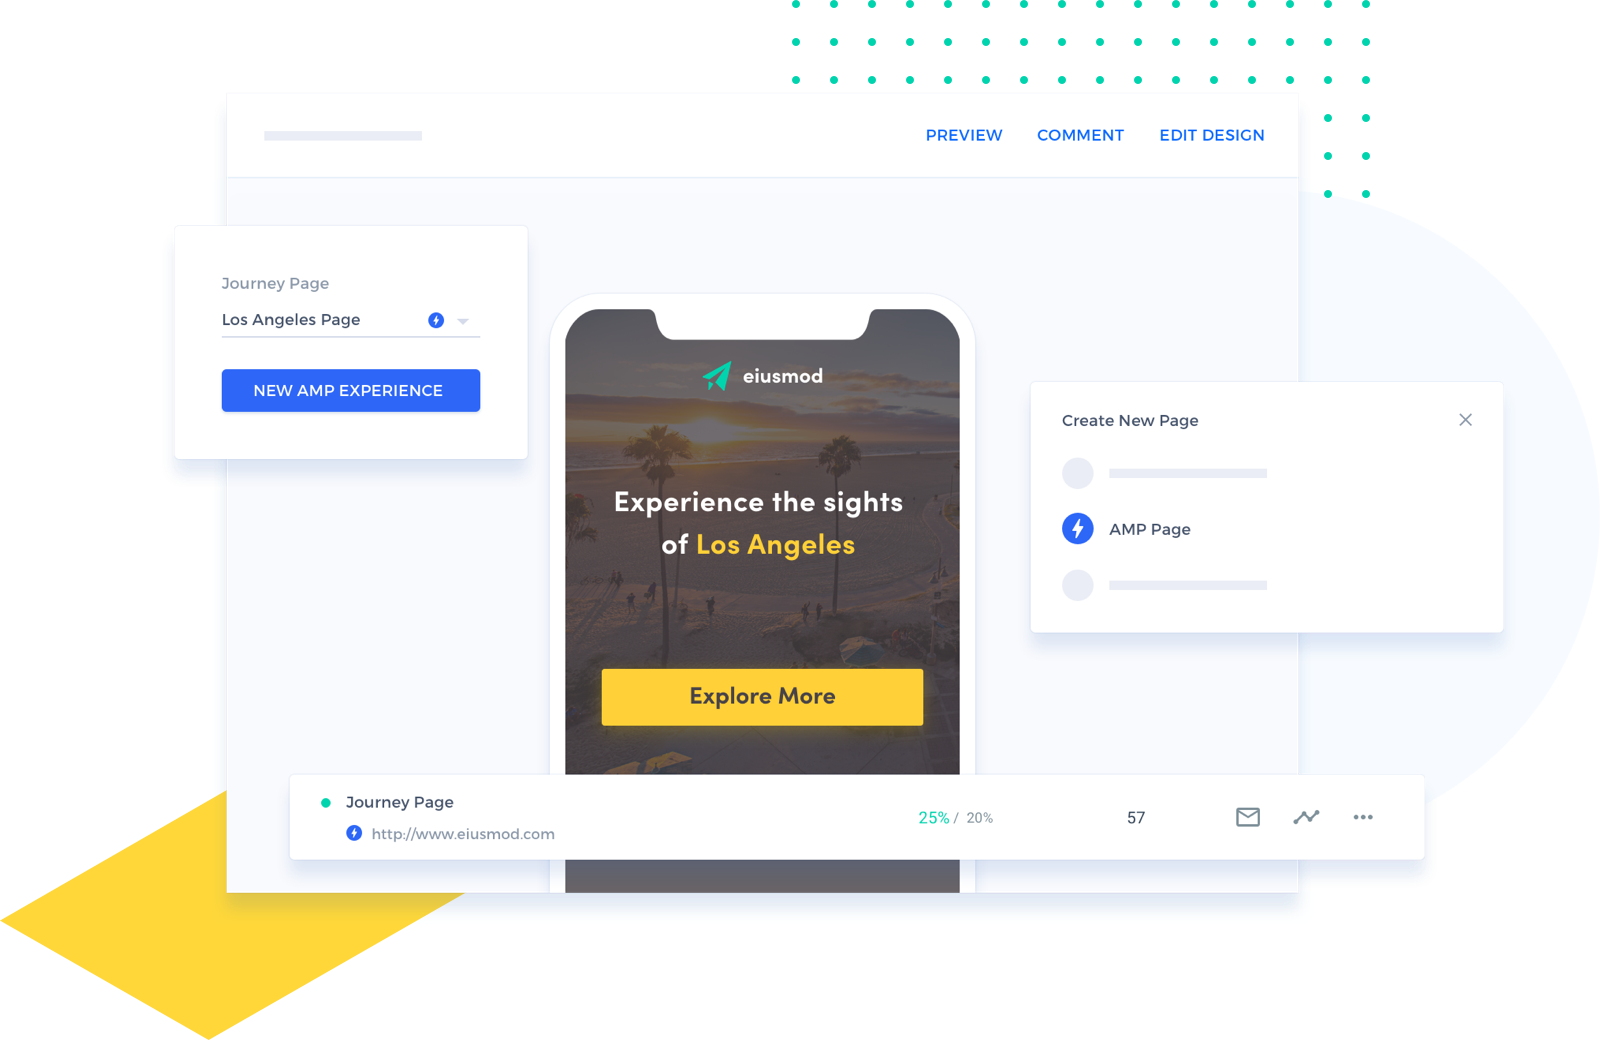 PREVIEW COMMENT EDIT DESIGN
Journey Page
Los Angeles Page
NEW AMP EXPERIENCE
eiusmod
Experience the sights
of Los Angeles
Explore More
Create New Page
AMP Page
Journey Page
http://www.eiusmod.com
25% / 20%
57